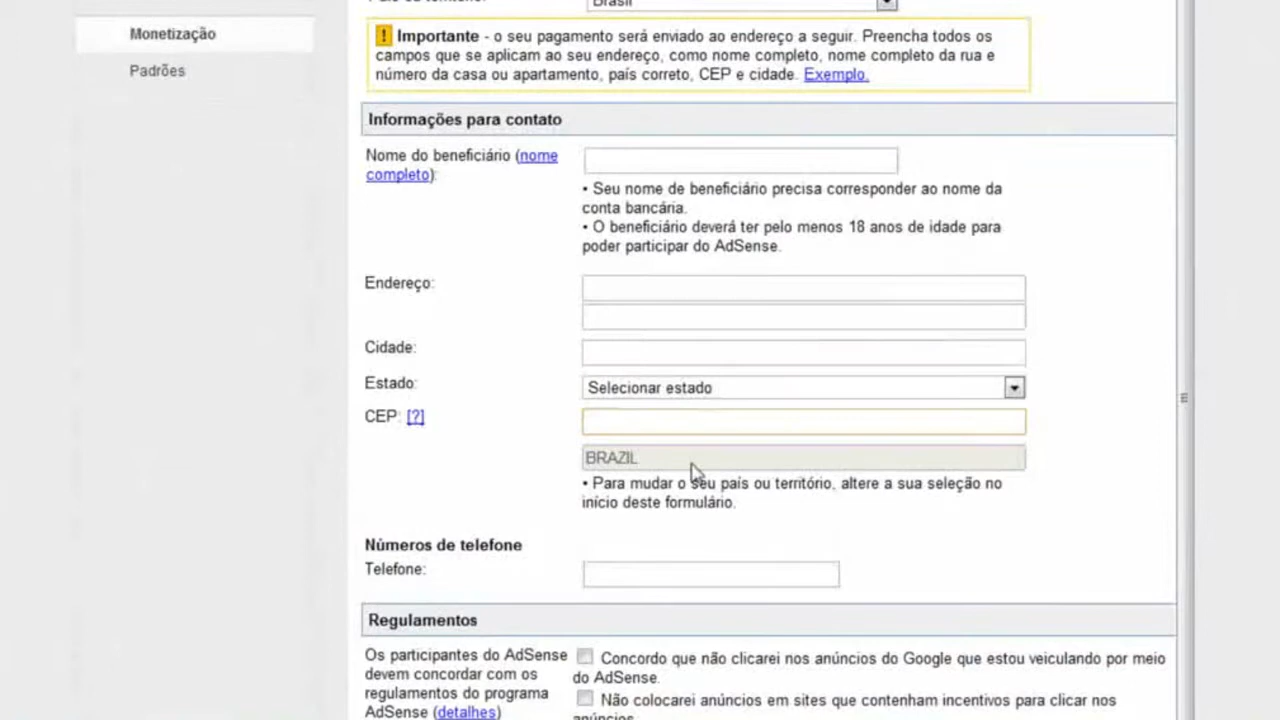 Brasil
Monetização
Padrões
! Importante - o seu pagamento será enviado ao endereço a seguir. Preencha todos os
campos que se aplicam ao seu endereço, como nome completo, nome completo da rua e
número da casa ou apartamento, país correto, CEP e cidade. Exemplo.
Informações para contato
Nome do beneficiário (nome
completo):
• Seu nome de beneficiário precisa corresponder ao nome da
conta bancária.
• O beneficiário deverá ter pelo menos 18 anos de idade para
poder participar do AdSense.
Endereço:
Cidade:
Estado:
Selecionar estado
CEP: [?]
BRAZIL
• Para mudar o seu país ou território, altere a sua seleção no
início deste formulário.
Números de telefone
Telefone:
Regulamentos
Os participantes do AdSense
devem concordar com os
regulamentos do programa
AdSense (detalhes)
Concordo que não clicarei nos anúncios do Google que estou veiculando por meio
do AdSense.
Não colocarei anúncios em sites que contenham incentivos para clicar nos
anúncios.